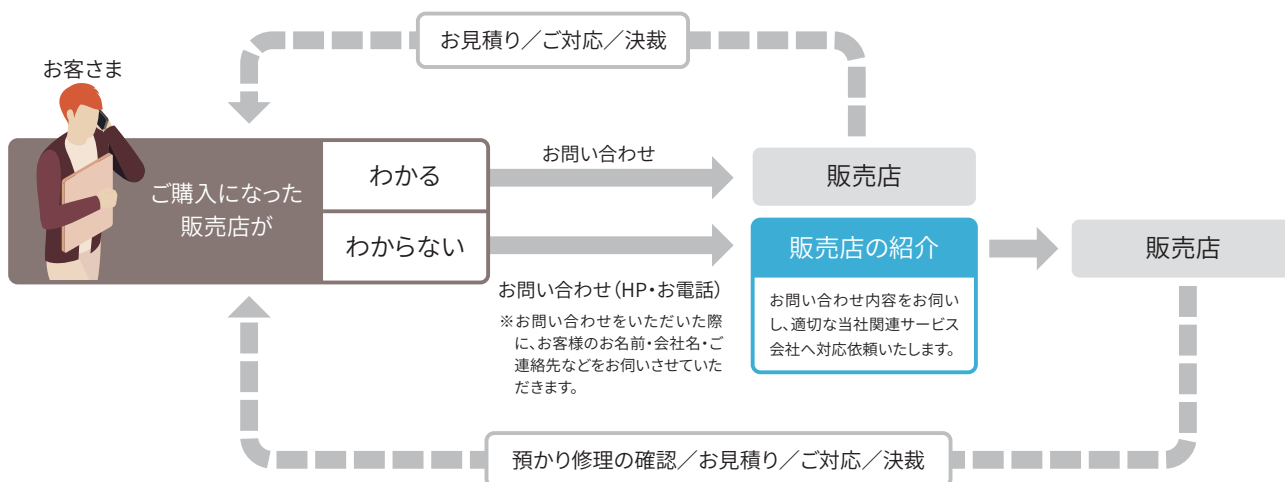 お見積り／ご対応／決裁
お客さま
ご購入になった
販売店が
わかる
わからない
お問い合わせ
販売店
お問い合わせ（HP・お電話）
※お問い合わせをいただいた際
に、お客様のお名前・会社名・ご
連絡先などをお伺いさせていた
だきます。
販売店の紹介
お問い合わせ内容をお伺い
し、適切な当社関連サービス
会社へ対応依頼いたします。
販売店
預かり修理の確認／お見積り／ご対応／決裁